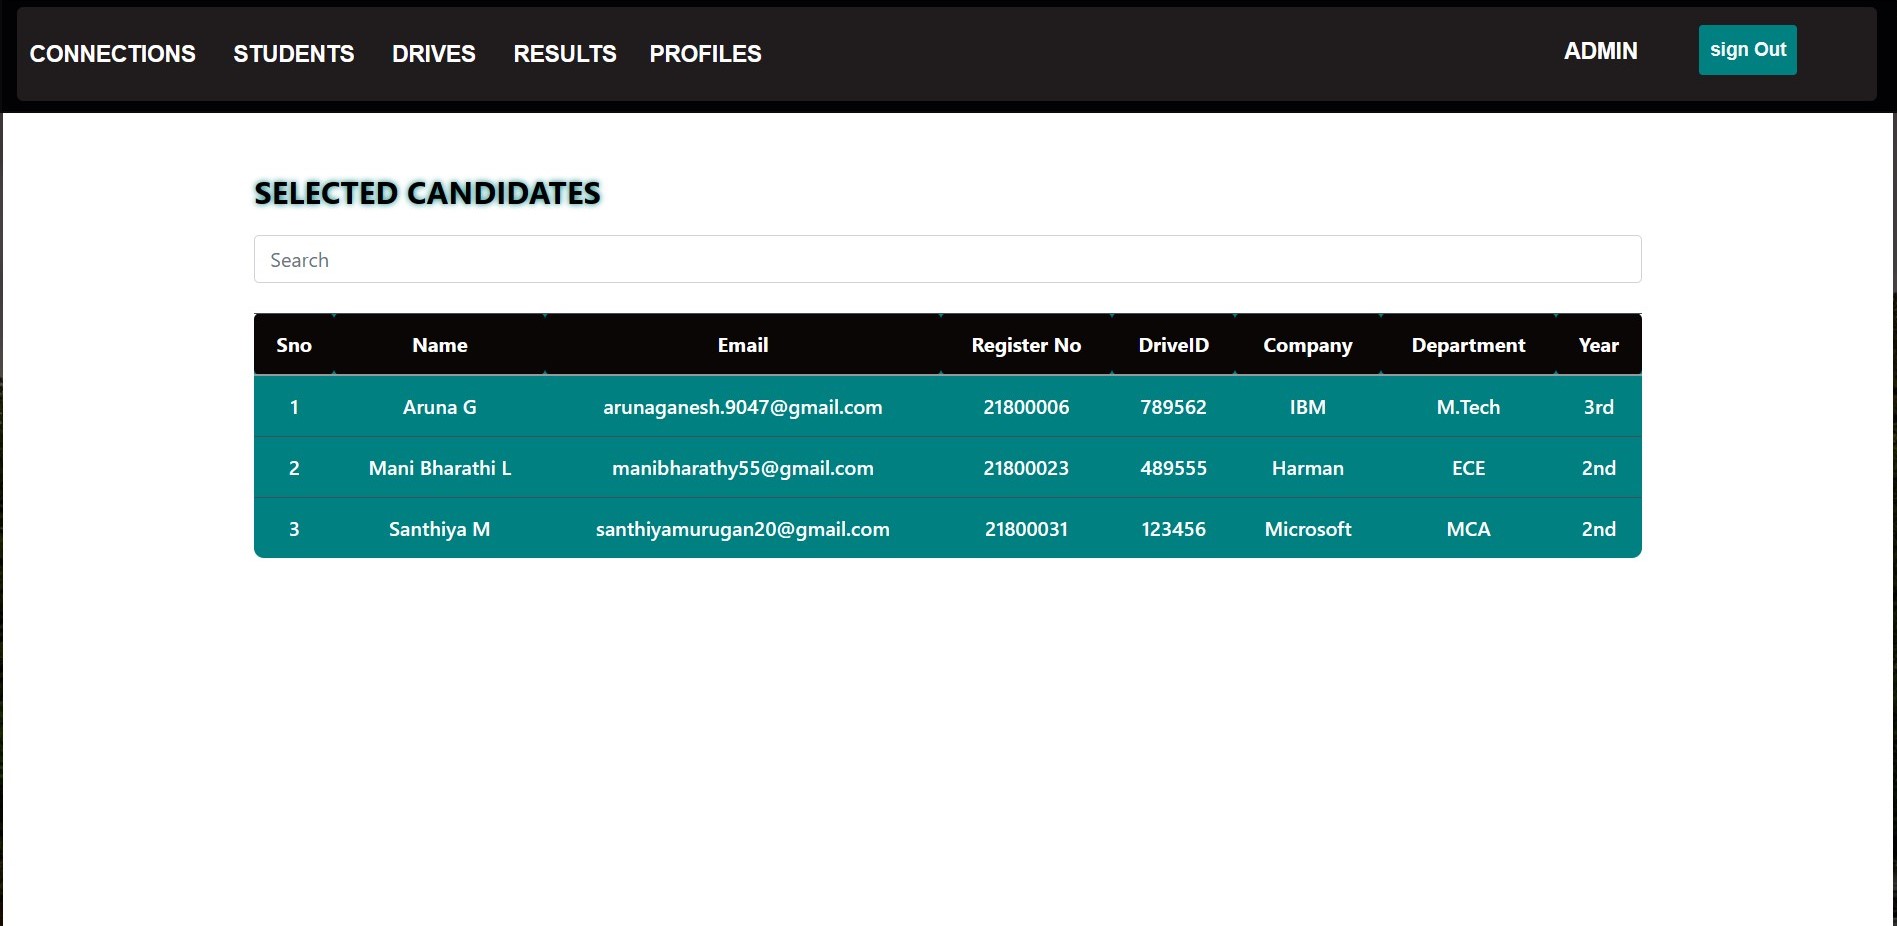 CONNECTIONS STUDENTS DRIVES RESULTS PROFILES ADMIN sign Out
SELECTED CANDIDATES
Search
Sno Name Email Register No DriveID Company Department Year
1 Aruna G arunaganesh.9047@gmail.com 21800006 789562 IBM M.Tech 3rd
2 Mani Bharathi L manibharathy55@gmail.com 21800023 489555 Harman ECE 2nd
3 Santhiya M santhiyamurugan20@gmail.com 21800031 123456 Microsoft MCA 2nd